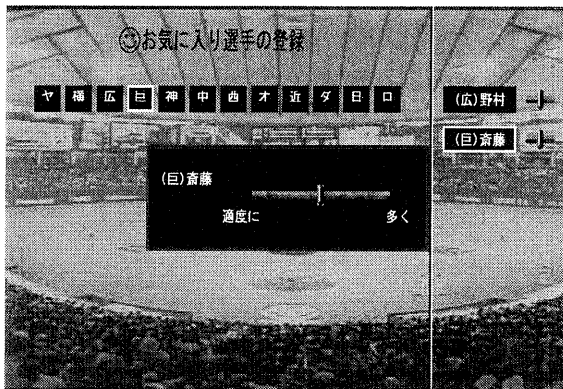 お気に入り選手の登録
ヤ 横 広 巨 神 中 西 オ 近 ダ 日 ロ
(広)野村
(巨)斎藤
(巨)斎藤
適度に 多く